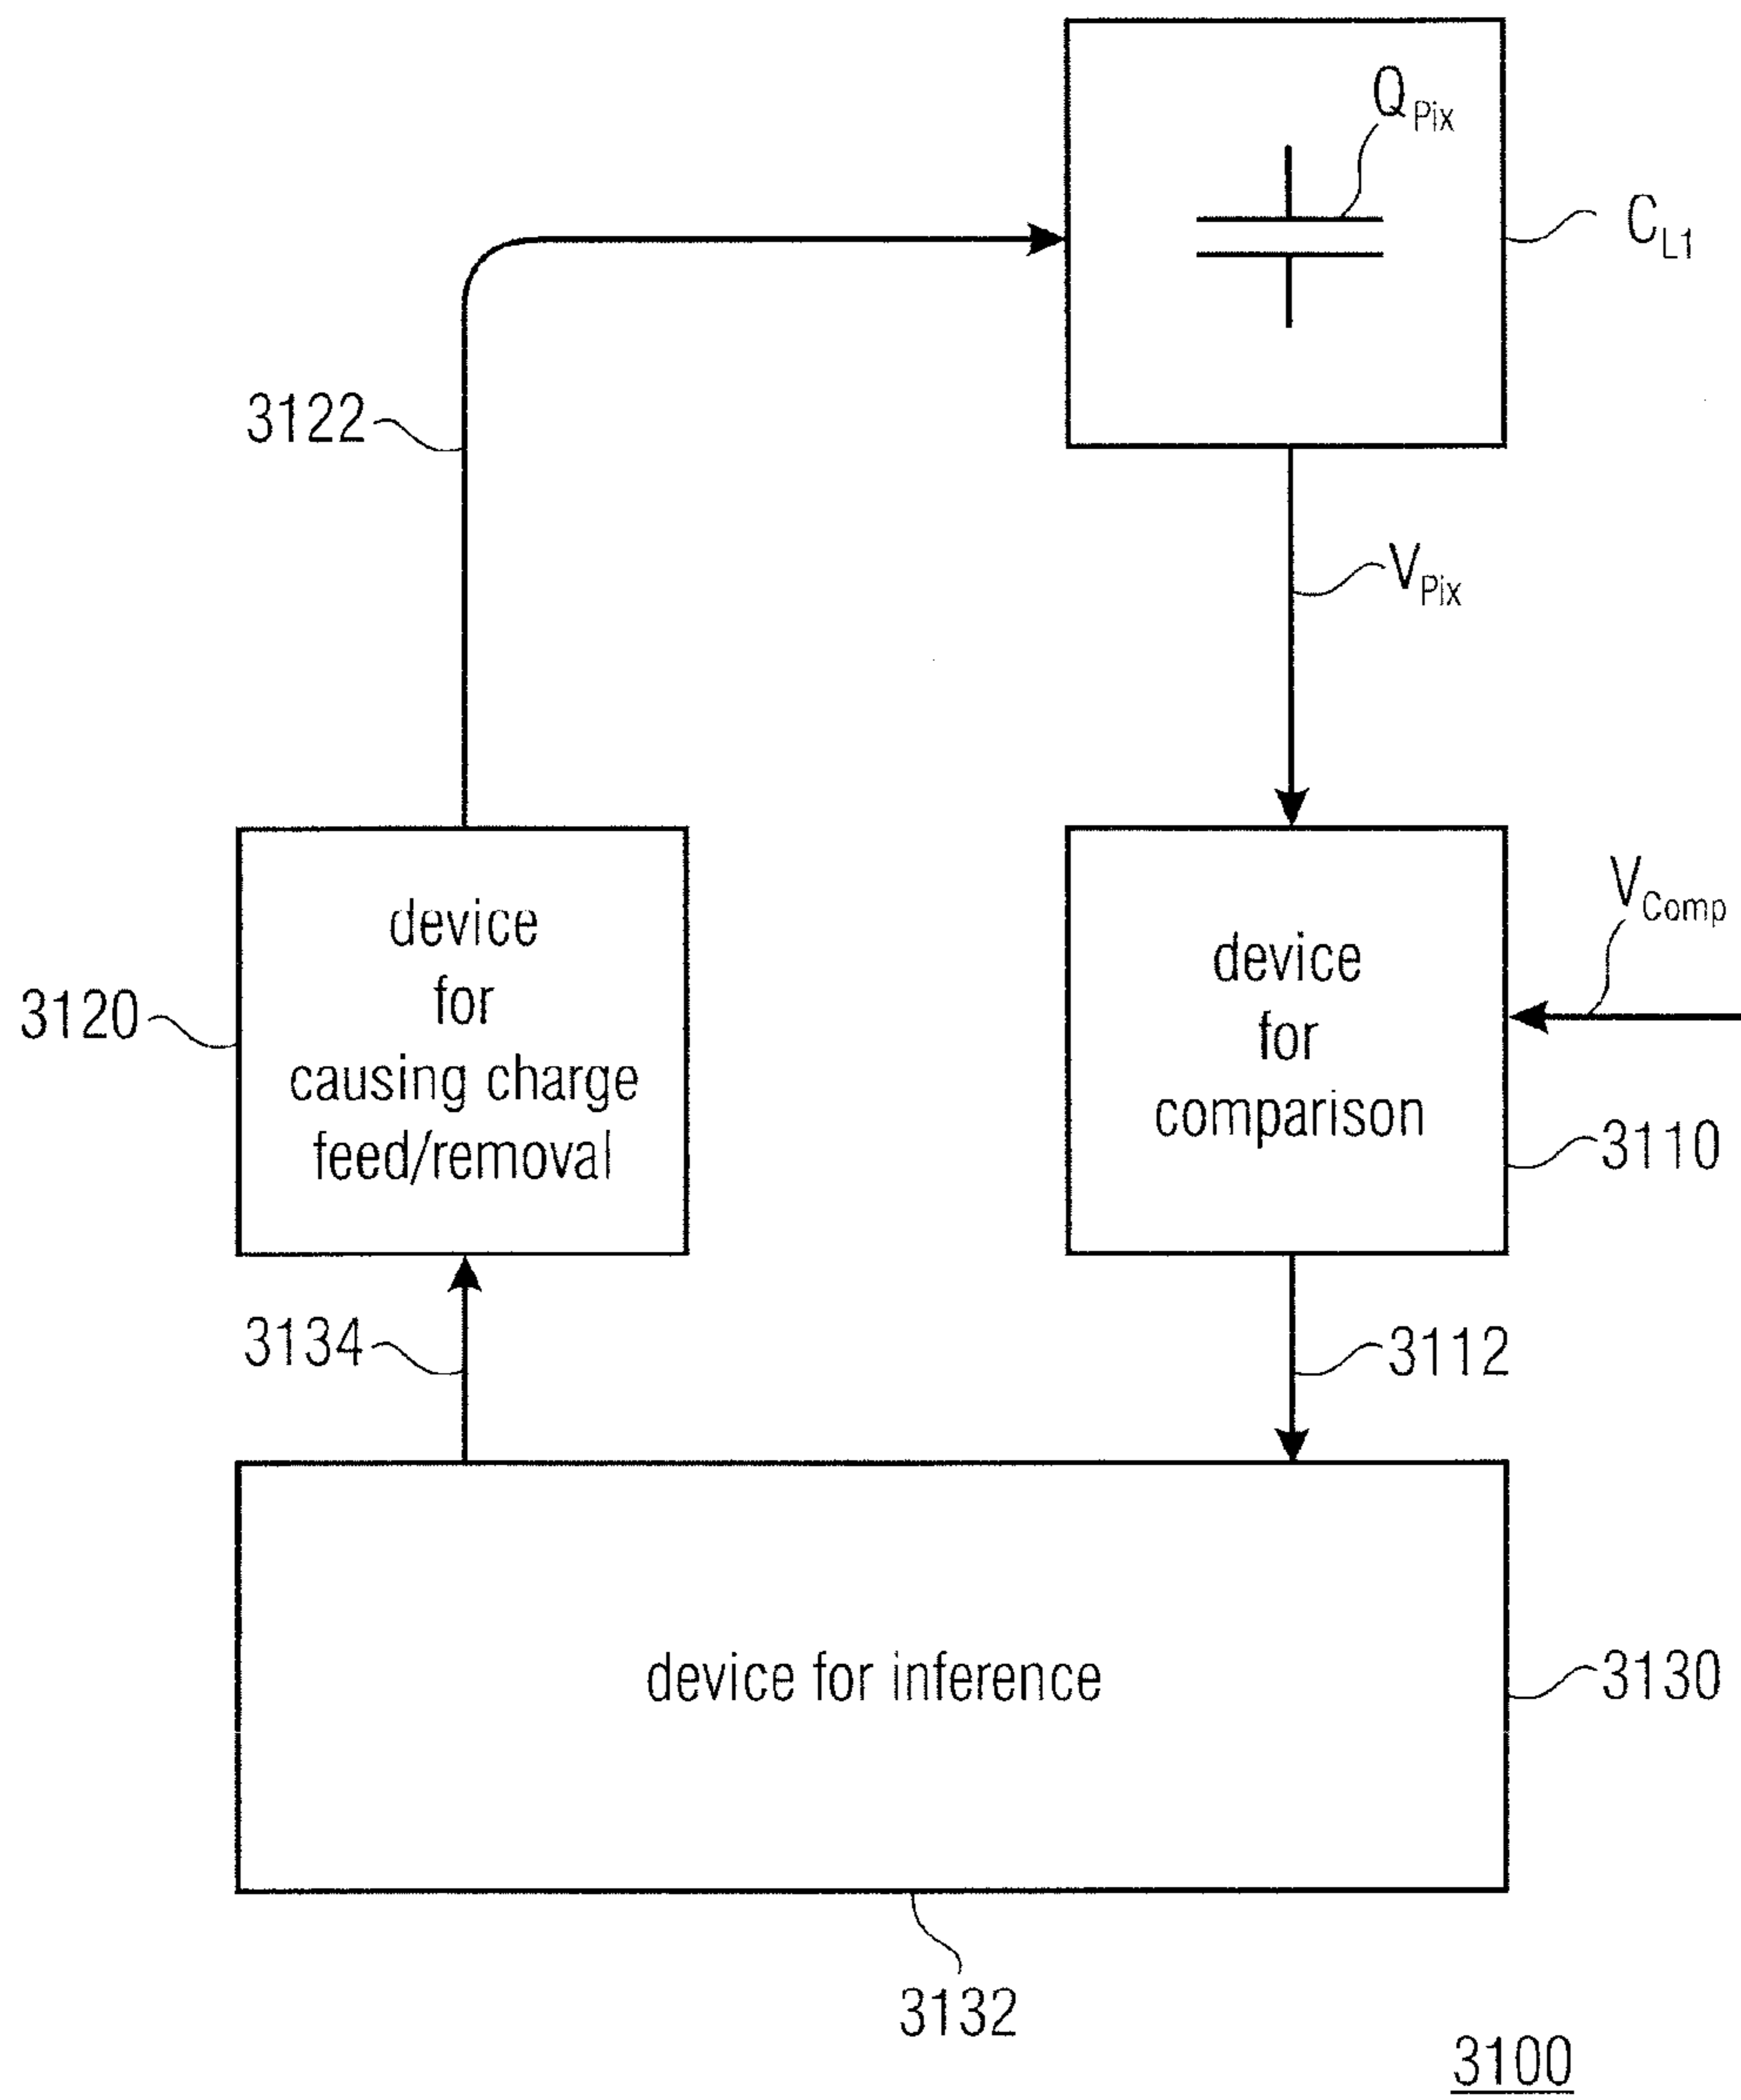 Q_Pix
C_L1
3122
V_Pix
V_Comp
device
for
causing charge
feed/removal
3120
device
for
comparison
3110
3134
3112
device for inference
3130
3132
3100